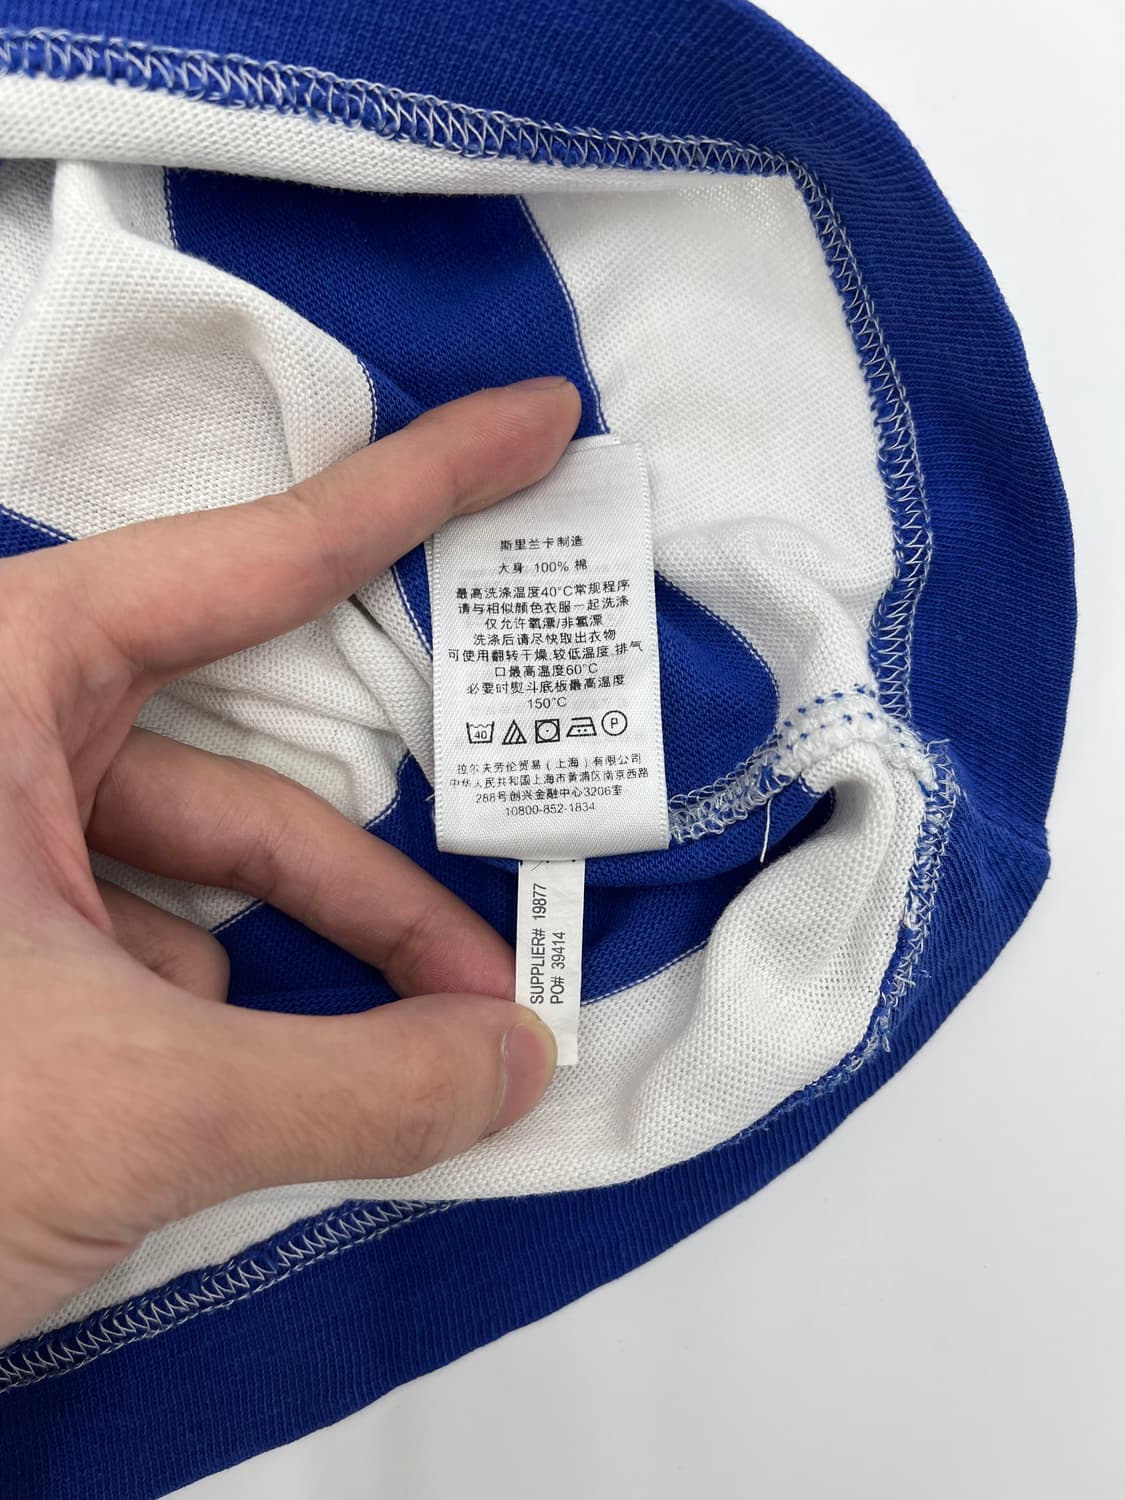 斯里兰卡制造
大身 100% 棉
最高洗涤温度40°C常规程序
请与相似颜色衣服一起洗涤
仅允许氧漂/非氯漂
洗涤后请尽快取出衣物
可使用翻转干燥,较低温度,排气
口最高温度60°C
必要时熨斗底板最高温度
150°C
40 P
拉尔夫劳伦贸易(上海)有限公司
中华人民共和国上海市黄浦区南京西路
288号创兴金融中心3206室
10800-852-1834
SUPPLIER# 19877
PO# 39414